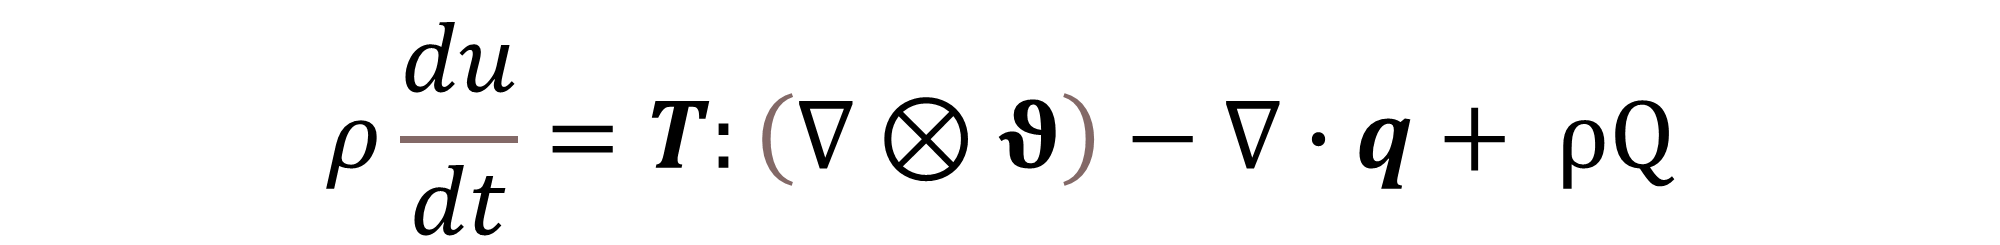 ρ du/dt = T: (∇ ⊗ ϑ) − ∇ · q + ρQ